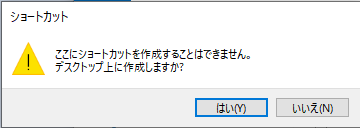 ショートカット
ここにショートカットを作成することはできません。
デスクトップ上に作成しますか?
はい(Y)
いいえ(N)